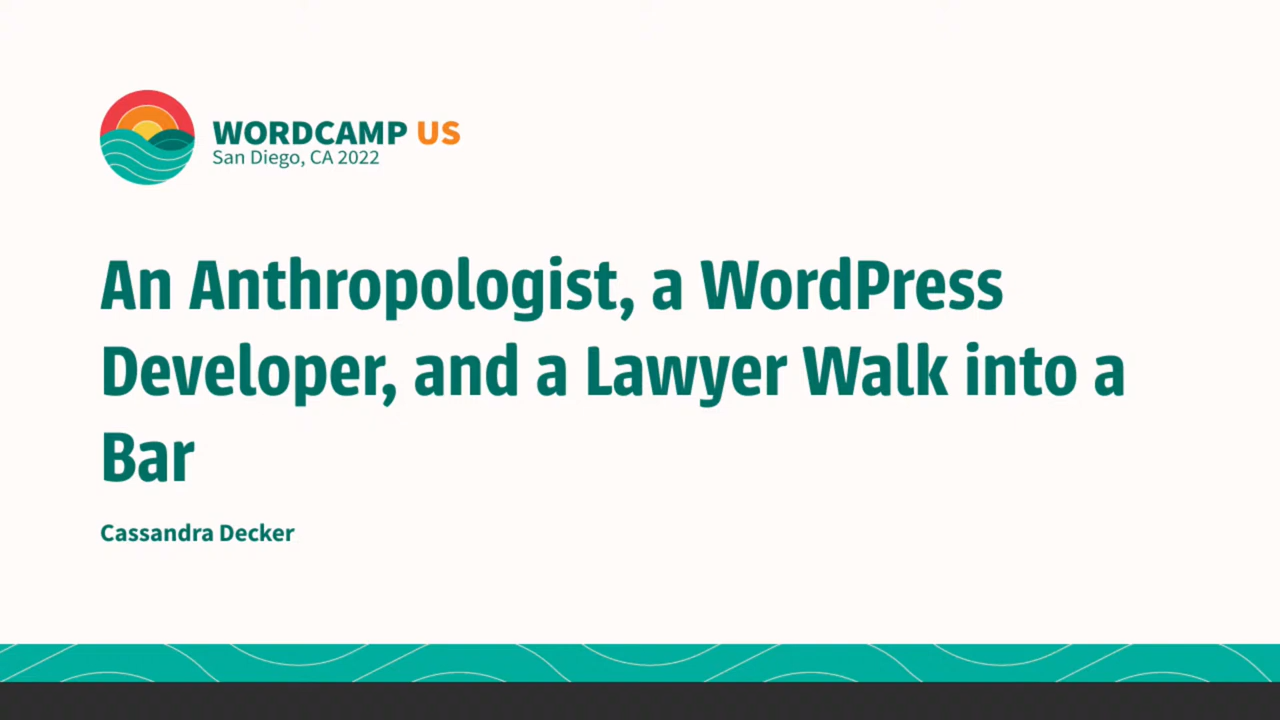 WORDCAMP US
San Diego, CA 2022
An Anthropologist, a WordPress
Developer, and a Lawyer Walk into a
Bar
Cassandra Decker